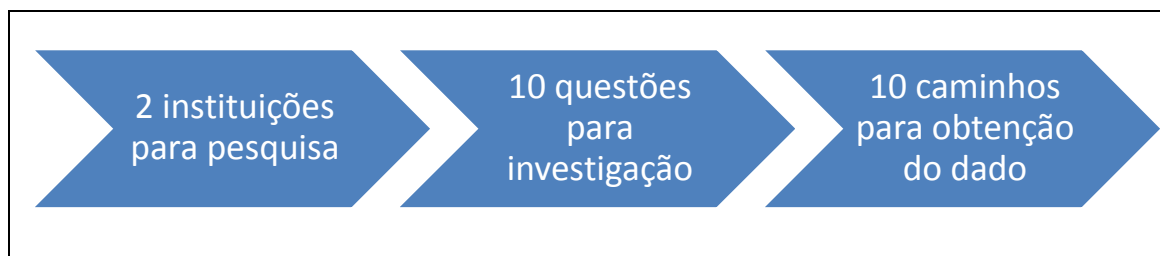 2 instituições
para pesquisa
10 questões
para
investigação
10 caminhos
para obtenção
do dado